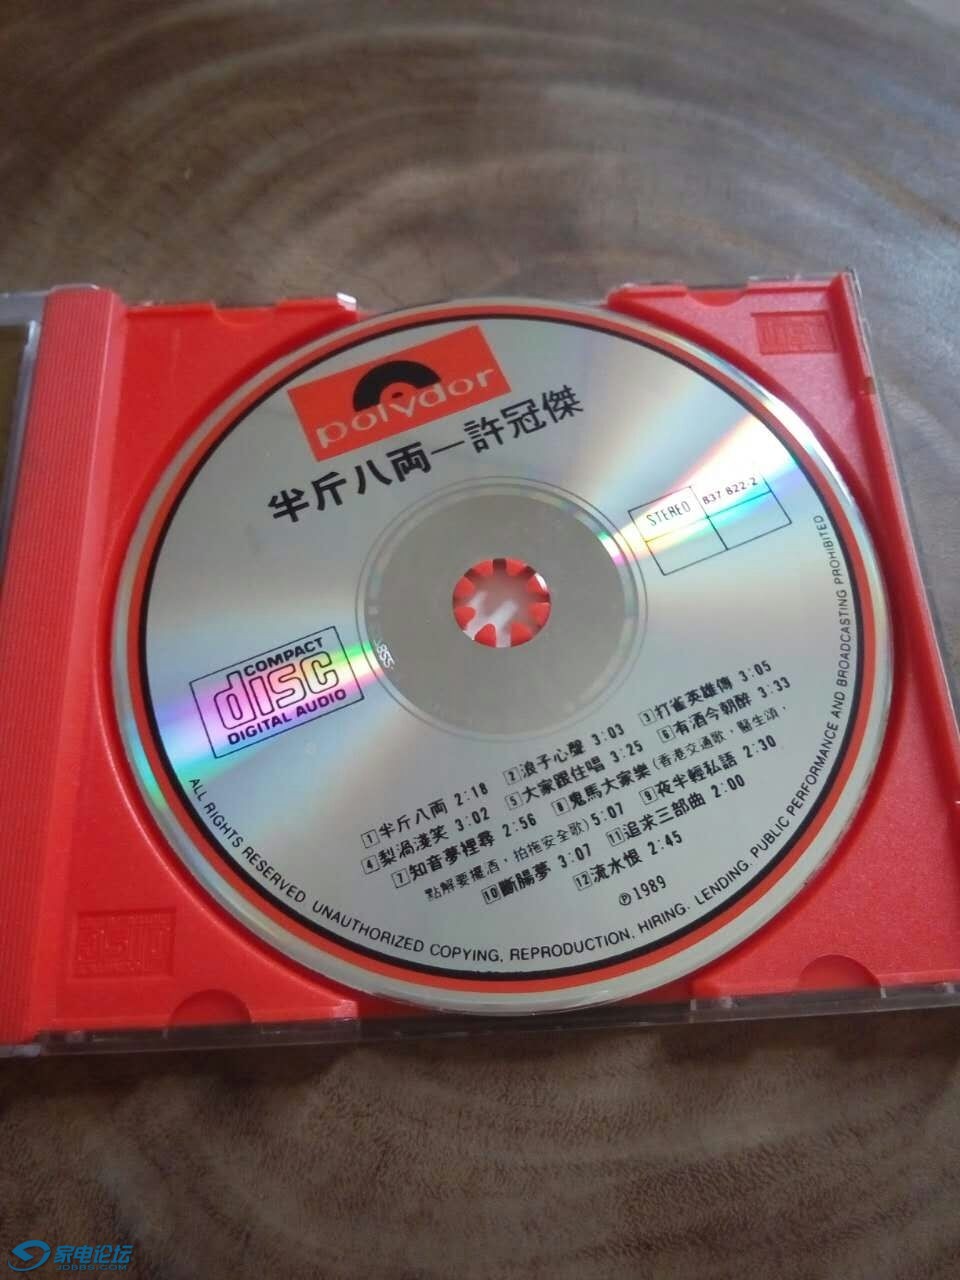 polydor
半斤八両—許冠傑
STEREO
837 822-2
COMPACT
disc
DIGITAL AUDIO
1 半斤八両 2:18
2 浪子心聲 3:03
3 打雀英雄傳 3:05
4 梨渦淺笑 3:02
5 大家跟住唱 3:25
6 有酒今朝醉 3:33
7 知音夢裡尋 2:56
8 鬼馬大家樂 (香港交通歌，醫生頌，
點解要擺酒，拍拖安全歌) 5:07
9 夜半輕私語 2:30
10 斷腸夢 3:07
11 追求三部曲 2:00
12 流水恨 2:45
Ⓟ1989
ALL RIGHTS RESERVED. UNAUTHORIZED COPYING, REPRODUCTION, HIRING, LENDING, PUBLIC PERFORMANCE AND BROADCASTING PROHIBITED
家电论坛